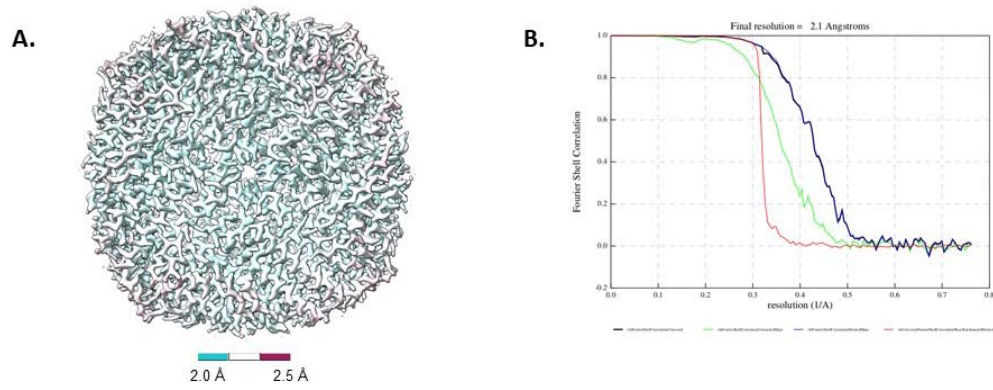 A.
B.
Final resolution = 2.1 Angstroms
1.0
0.8
0.6
0.4
0.2
0.0
-0.2
Fourier Shell Correlation
0.0 0.1 0.2 0.3 0.4 0.5 0.6 0.7 0.8
resolution (1/A)
2.0 Å 2.5 Å